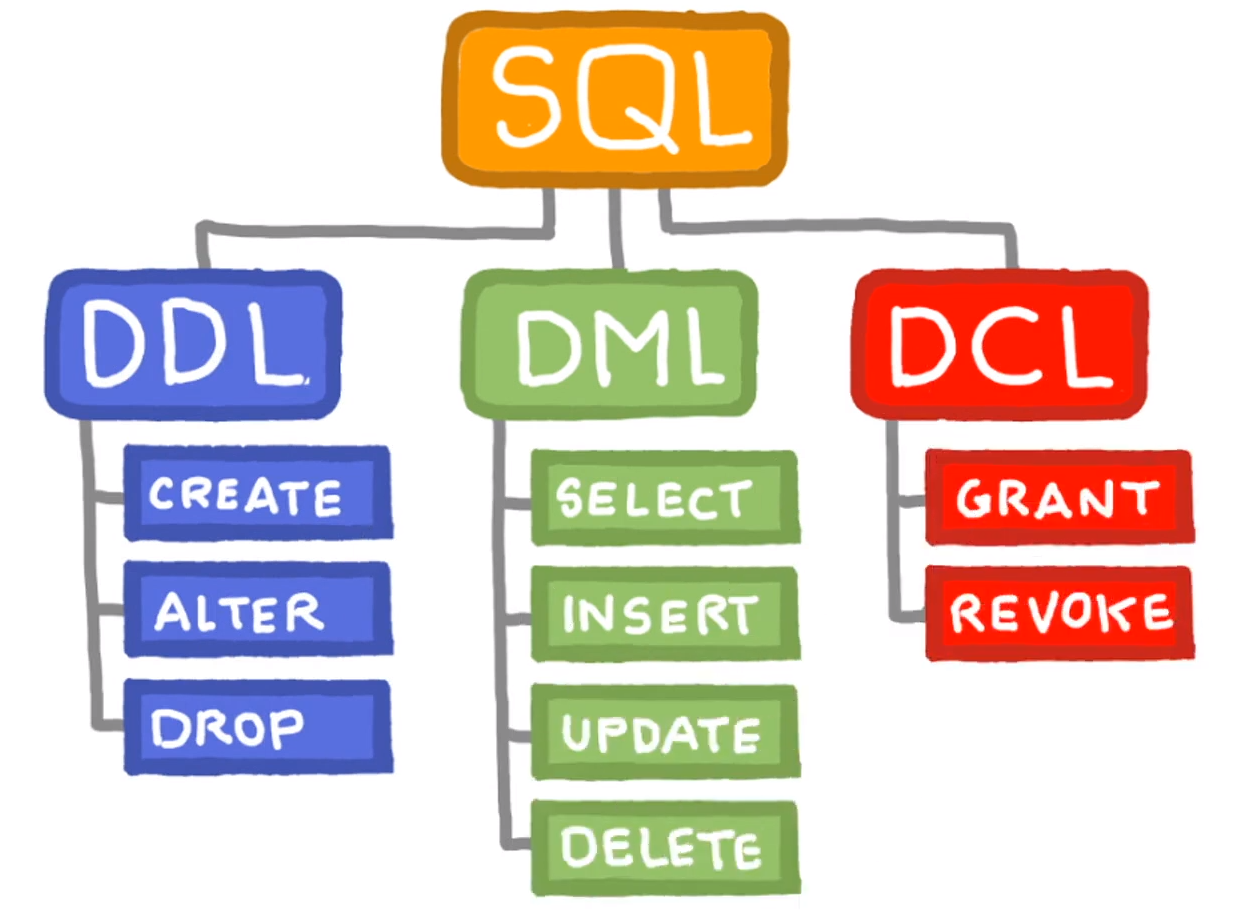 SQL
DDL
DML
DCL
CREATE
ALTER
DROP
SELECT
INSERT
UPDATE
DELETE
GRANT
REVOKE